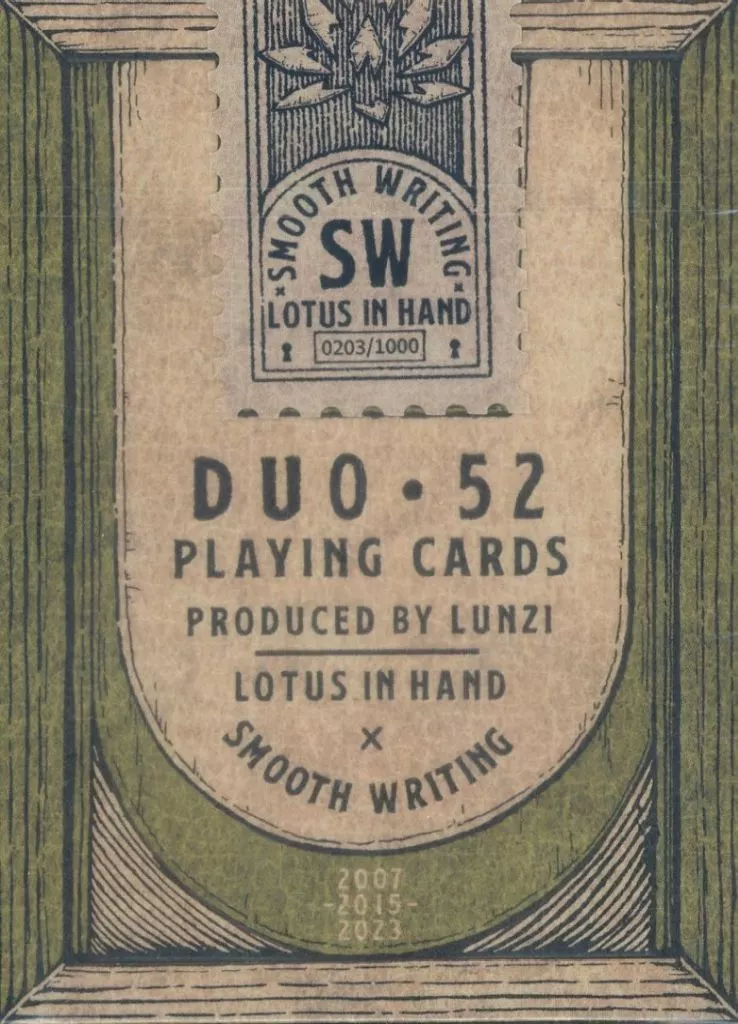 SMOOTH WRITING
SW
LOTUS IN HAND
0203/1000
DUO • 52
PLAYING CARDS
PRODUCED BY LUNZI
LOTUS IN HAND
×
SMOOTH WRITING
2007
-2015-
2023